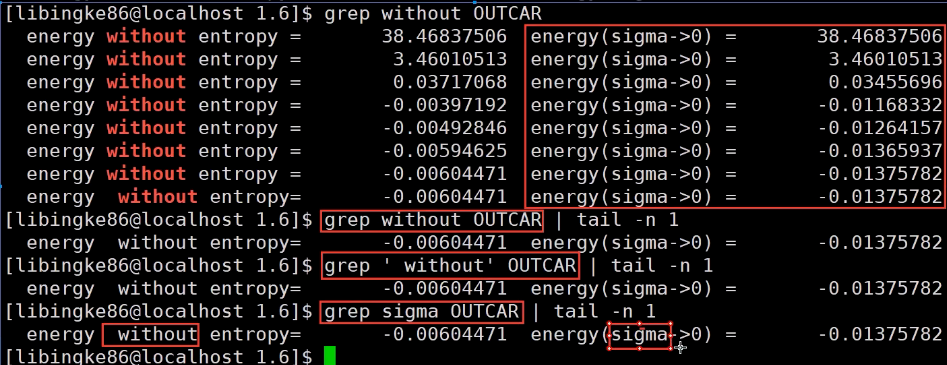 [libingke86@localhost 1.6]$ grep without OUTCAR
energy without entropy = 38.46837506 energy(sigma->0) = 38.46837506
energy without entropy = 3.46010513 energy(sigma->0) = 3.46010513
energy without entropy = 0.03717068 energy(sigma->0) = 0.03455696
energy without entropy = -0.00397192 energy(sigma->0) = -0.01168332
energy without entropy = -0.00492846 energy(sigma->0) = -0.01264157
energy without entropy = -0.00594625 energy(sigma->0) = -0.01365937
energy without entropy = -0.00604471 energy(sigma->0) = -0.01375782
energy  without entropy= -0.00604471 energy(sigma->0) = -0.01375782
[libingke86@localhost 1.6]$ grep without OUTCAR | tail -n 1
energy  without entropy= -0.00604471 energy(sigma->0) = -0.01375782
[libingke86@localhost 1.6]$ grep ' without' OUTCAR | tail -n 1
energy  without entropy= -0.00604471 energy(sigma->0) = -0.01375782
[libingke86@localhost 1.6]$ grep sigma OUTCAR | tail -n 1
energy  without entropy= -0.00604471 energy(sigma->0) = -0.01375782
[libingke86@localhost 1.6]$